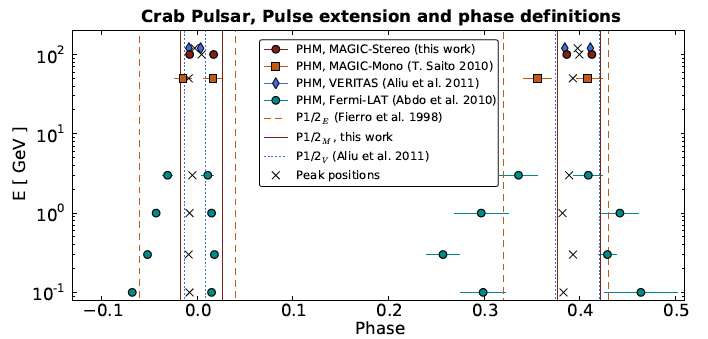 Crab Pulsar, Pulse extension and phase definitions
E [ GeV ]
10²
10¹
10⁰
10⁻¹
PHM, MAGIC-Stereo (this work)
PHM, MAGIC-Mono (T. Saito 2010)
PHM, VERITAS (Aliu et al. 2011)
PHM, Fermi-LAT (Abdo et al. 2010)
P1/2_E (Fierro et al. 1998)
P1/2_M, this work
P1/2_V (Aliu et al. 2011)
Peak positions
−0.1 0.0 0.1 0.2 0.3 0.4 0.5
Phase